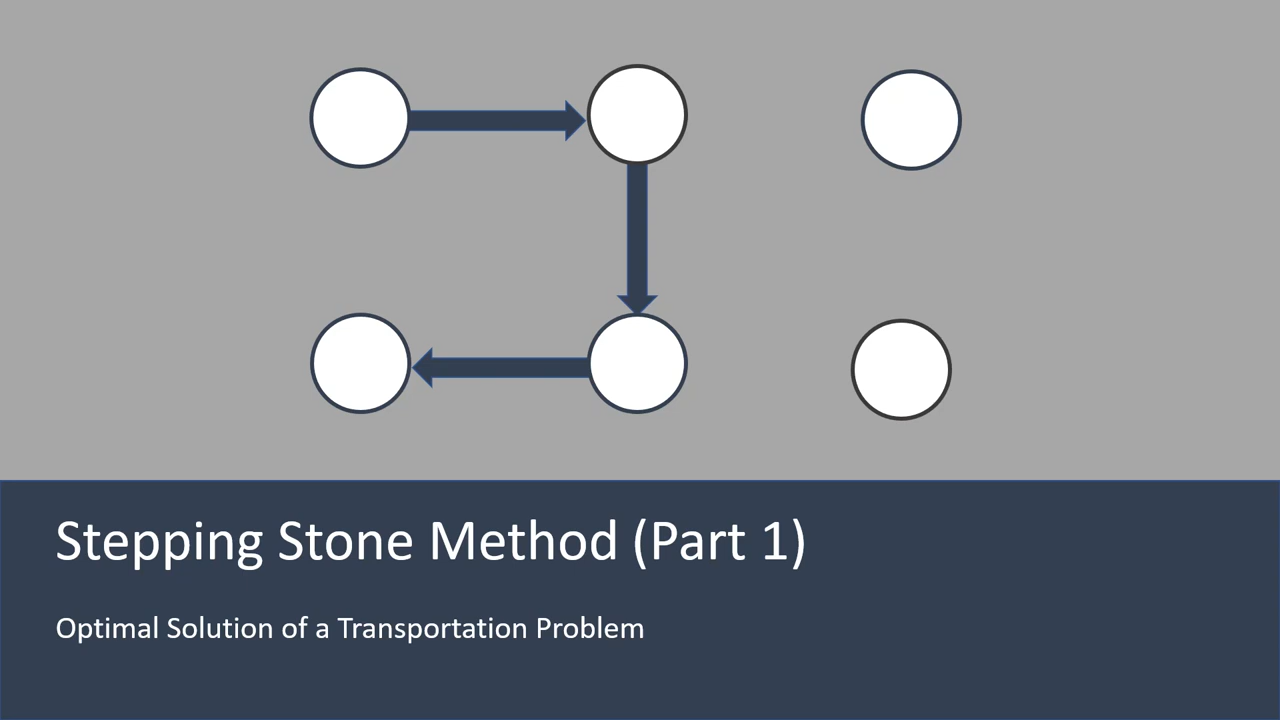 Stepping Stone Method (Part 1)
Optimal Solution of a Transportation Problem